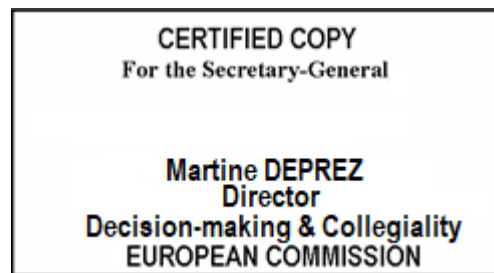 CERTIFIED COPY
For the Secretary-General
Martine DEPREZ
Director
Decision-making & Collegiality
EUROPEAN COMMISSION